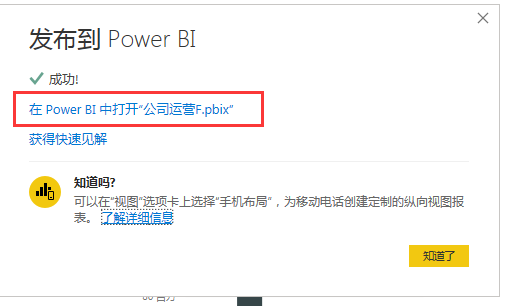 发布到 Power BI
成功!
在 Power BI 中打开“公司运营F.pbix”
获得快速见解
知道吗?
可以在“视图”选项卡上选择“手机布局”，为移动电话创建定制的纵向视图报
表。 了解详细信息
知道了